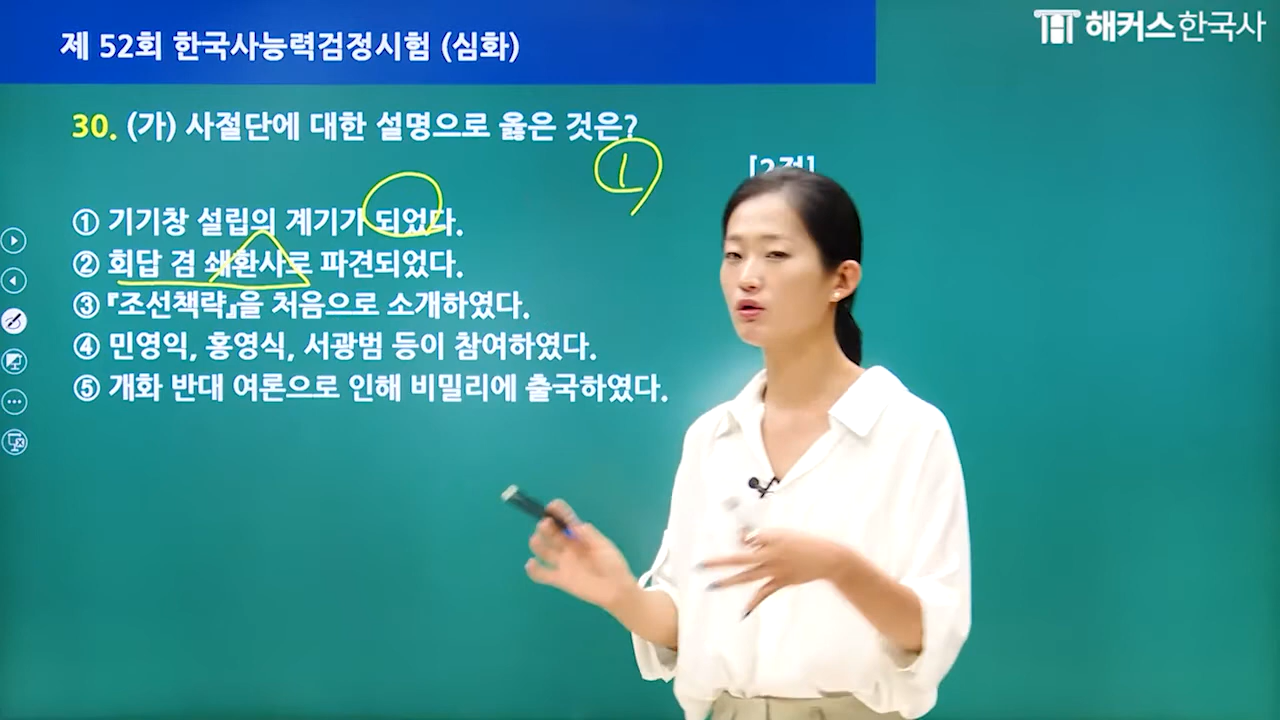 제 52회 한국사능력검정시험 (심화)
해커스한국사
30. (가) 사절단에 대한 설명으로 옳은 것은?
1
[2점]
① 기기창 설립의 계기가 되었다.
② 회답 겸 쇄환사로 파견되었다.
③ 『조선책략』을 처음으로 소개하였다.
④ 민영익, 홍영식, 서광범 등이 참여하였다.
⑤ 개화 반대 여론으로 인해 비밀리에 출국하였다.